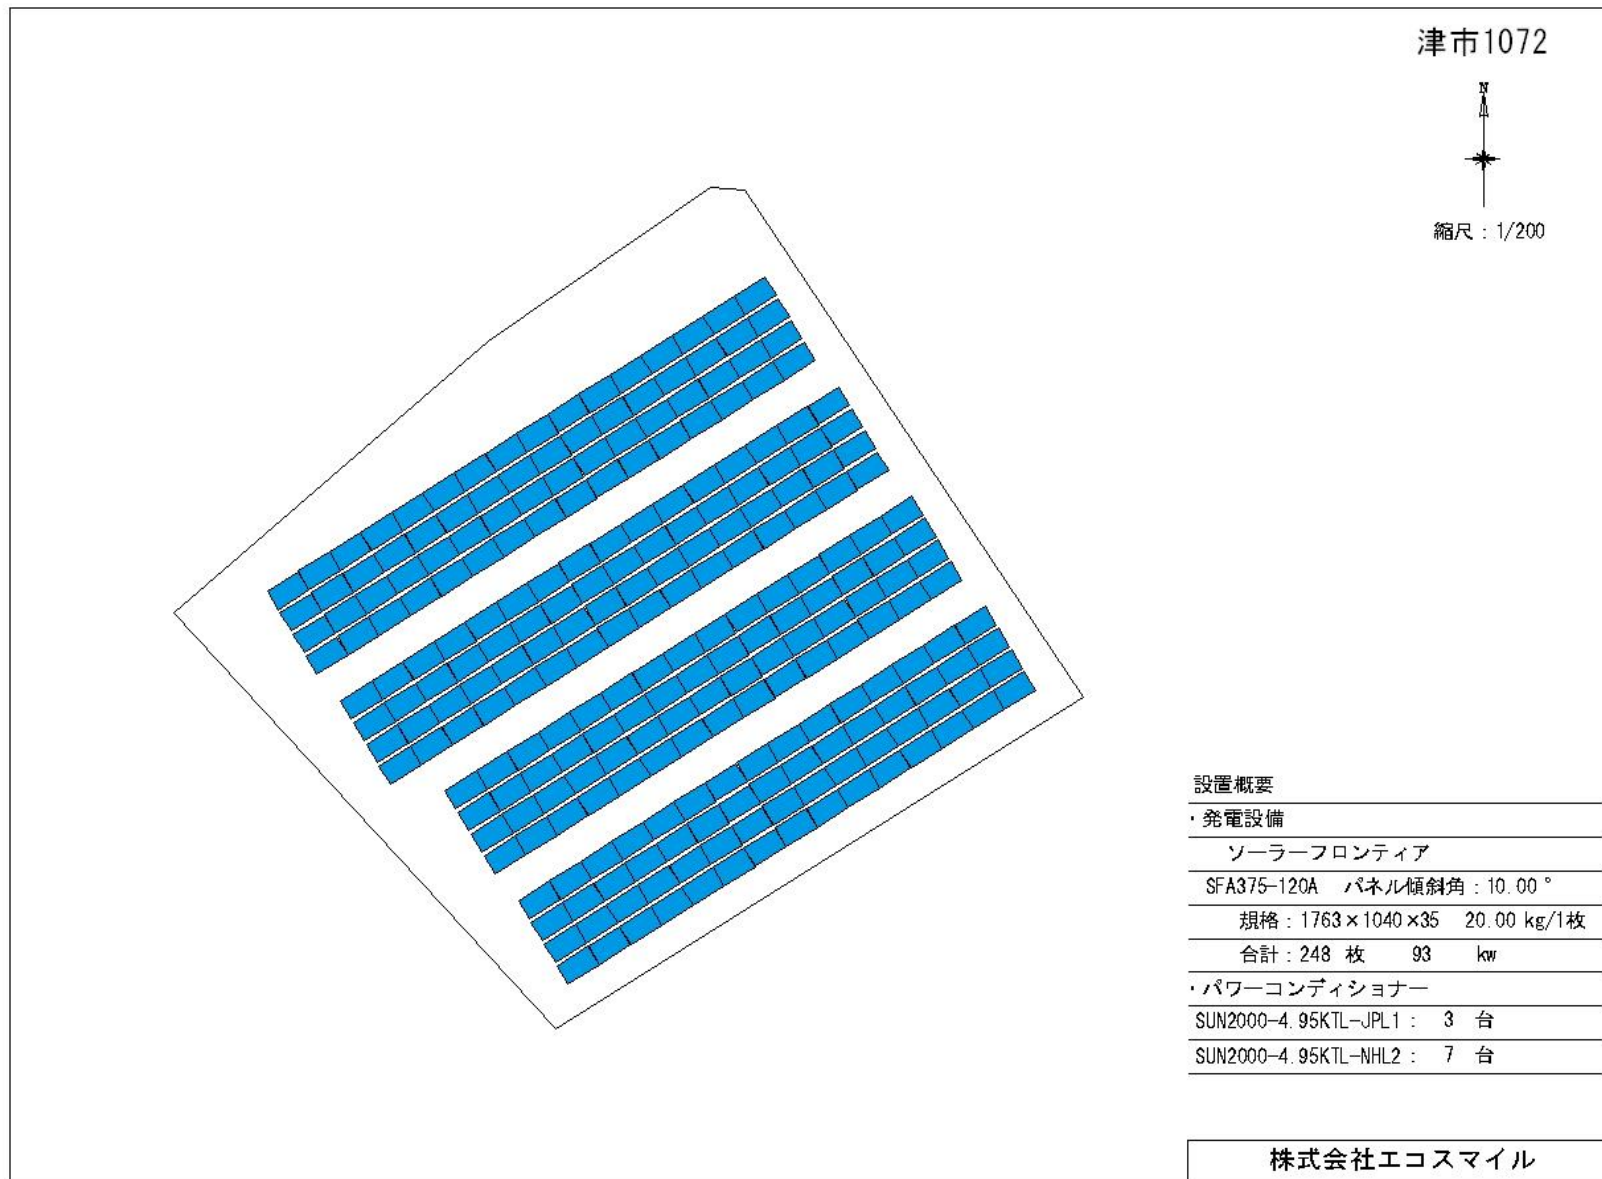 津市1072
N
縮尺：1/200
設置概要
・発電設備
ソーラーフロンティア
SFA375-120A パネル傾斜角：10.00°
規格：1763×1040×35 20.00 kg/1枚
合計：248 枚 93 kw
・パワーコンディショナー
SUN2000-4.95KTL-JPL1： 3 台
SUN2000-4.95KTL-NHL2： 7 台
株式会社エコスマイル